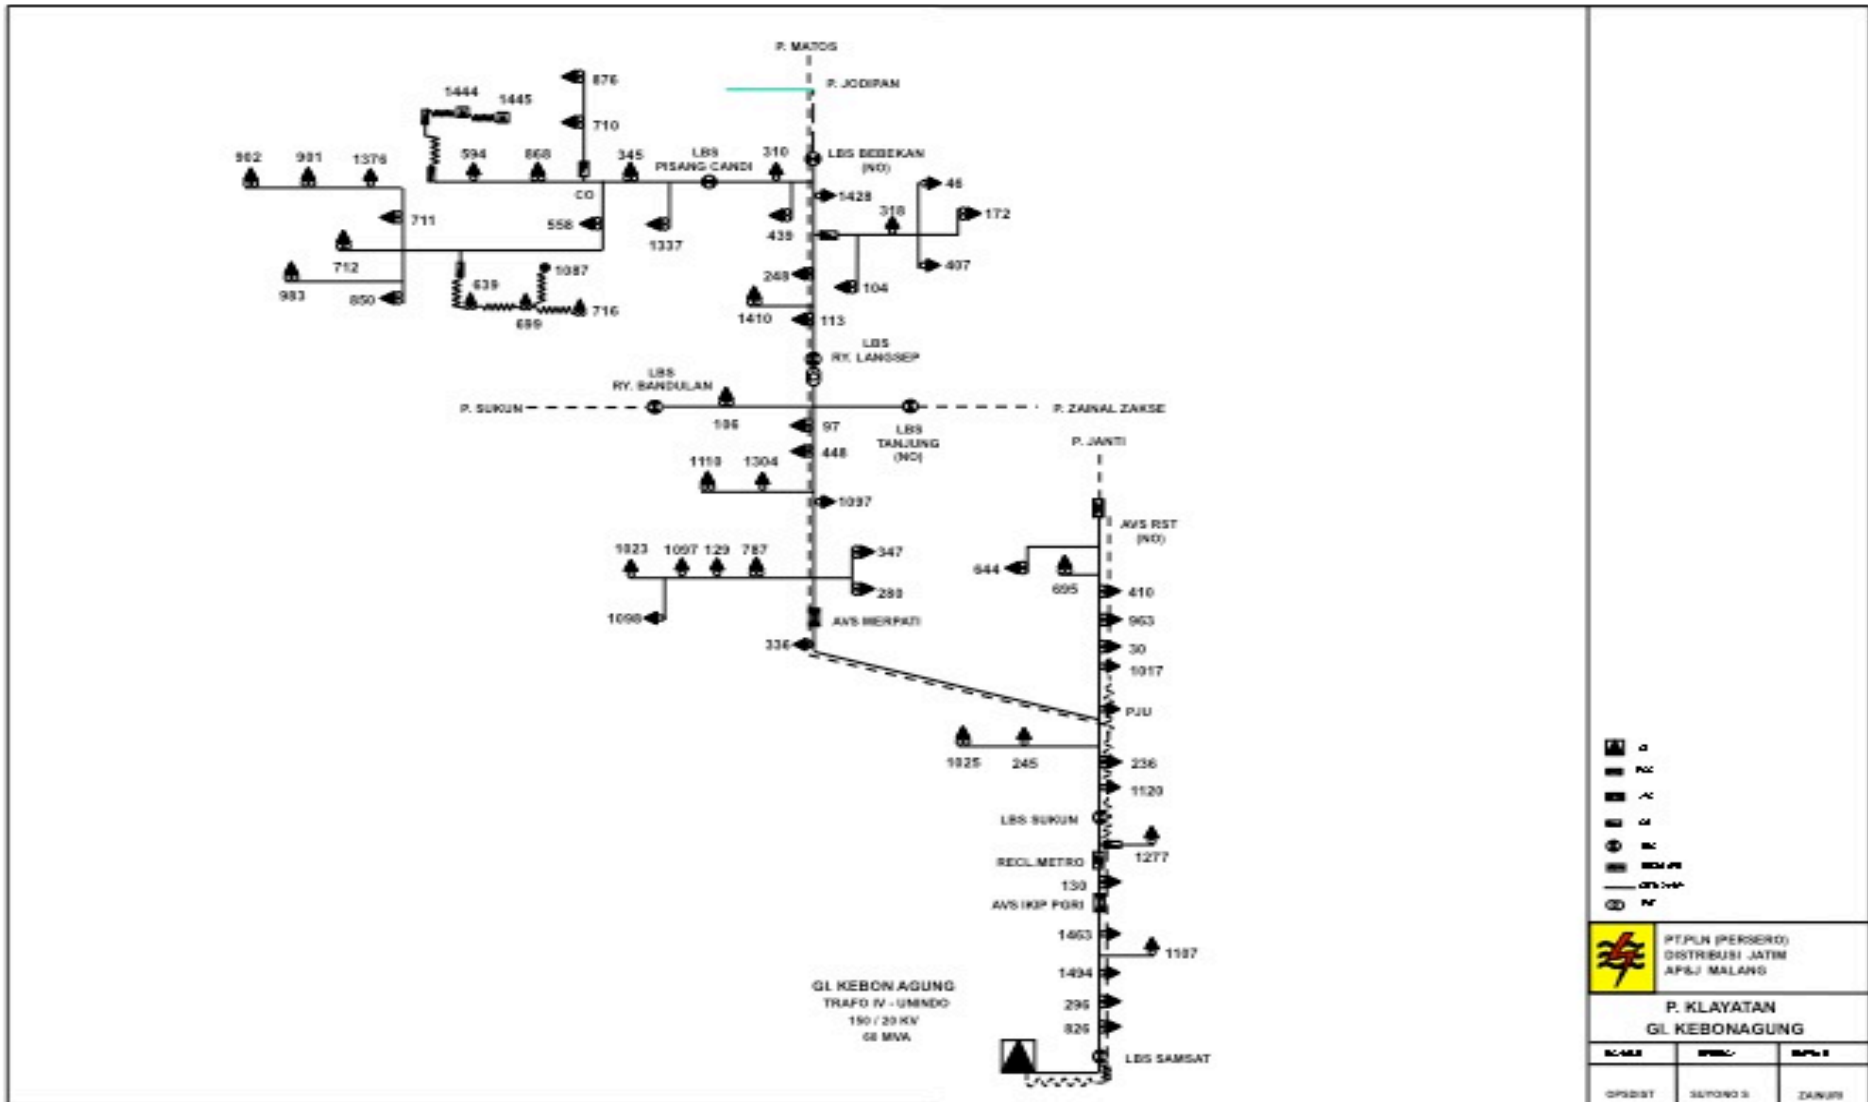 P. MATOS
P. JODIPAN
876
1444
1445
710
902
901
1376
594
868
345
LBS
PISANG CANDI
310
LBS BEBEKAN
(NO)
CO
1428
46
318
172
711
558
1337
439
712
248
407
983
850
639
1087
104
699
716
1410
113
LBS
RY. LANGSEP
LBS
RY. BANDULAN
P. SUKUN
P. ZAINAL ZAKSE
106
97
LBS
TANJUNG
(NO)
448
P. JANTI
1110
1304
1097
AVS RST
(NO)
1023
1097
129
787
347
280
644
695
410
1098
AVS MERPATI
963
336
30
1017
PJU
1025
245
236
1120
LBS SUKUN
RECL.METRO
1277
130
AVS IKIP PGRI
1463
1107
1494
GI. KEBON AGUNG
TRAFO IV - UNINDO
150 / 20 KV
60 MVA
296
826
LBS SAMSAT
PT.PLN (PERSERO)
DISTRIBUSI JATIM
AP&J MALANG
P. KLAYATAN
GI. KEBONAGUNG
OPSDIST
SUYONO S
ZAINURI